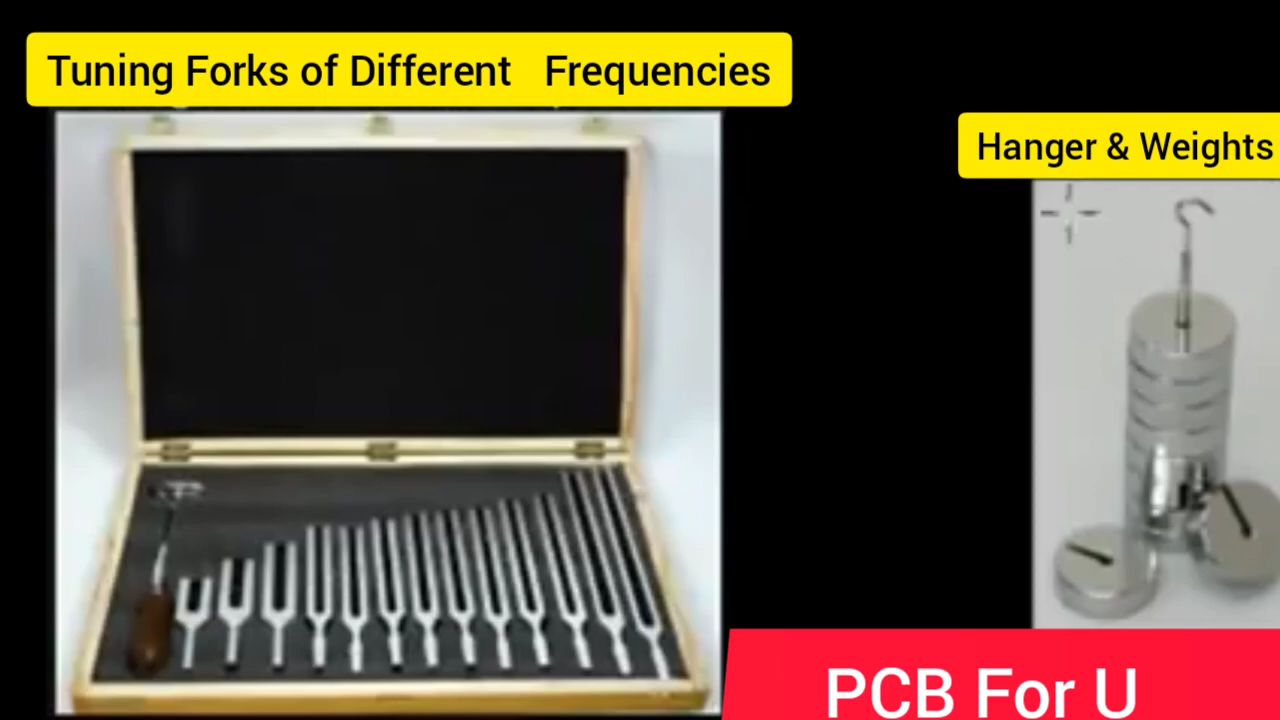 Tuning Forks of Different Frequencies
Hanger & Weights
PCB For U